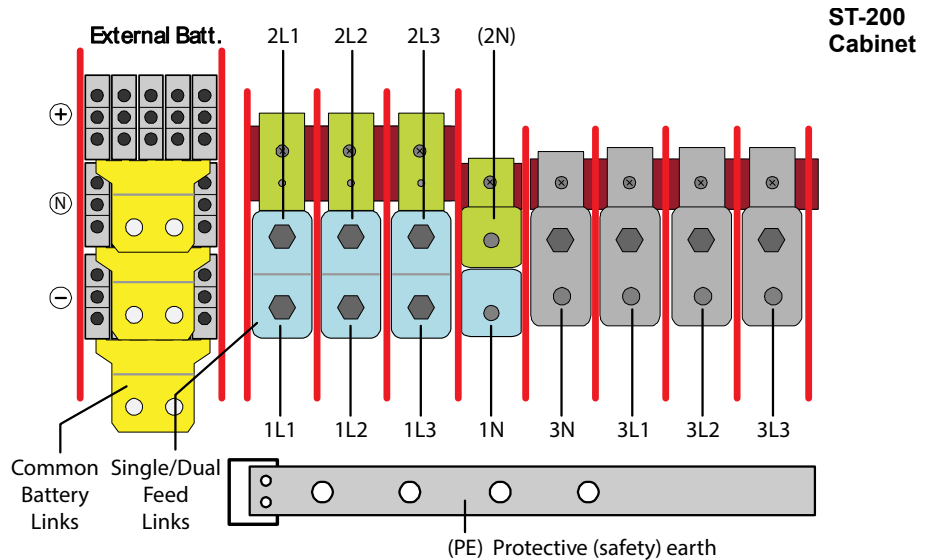 ST-200
Cabinet
External Batt.
2L1 2L2 2L3 (2N)
+
N
−
1L1 1L2 1L3 1N 3N 3L1 3L2 3L3
Common
Battery
Links
Single/Dual
Feed
Links
(PE) Protective (safety) earth